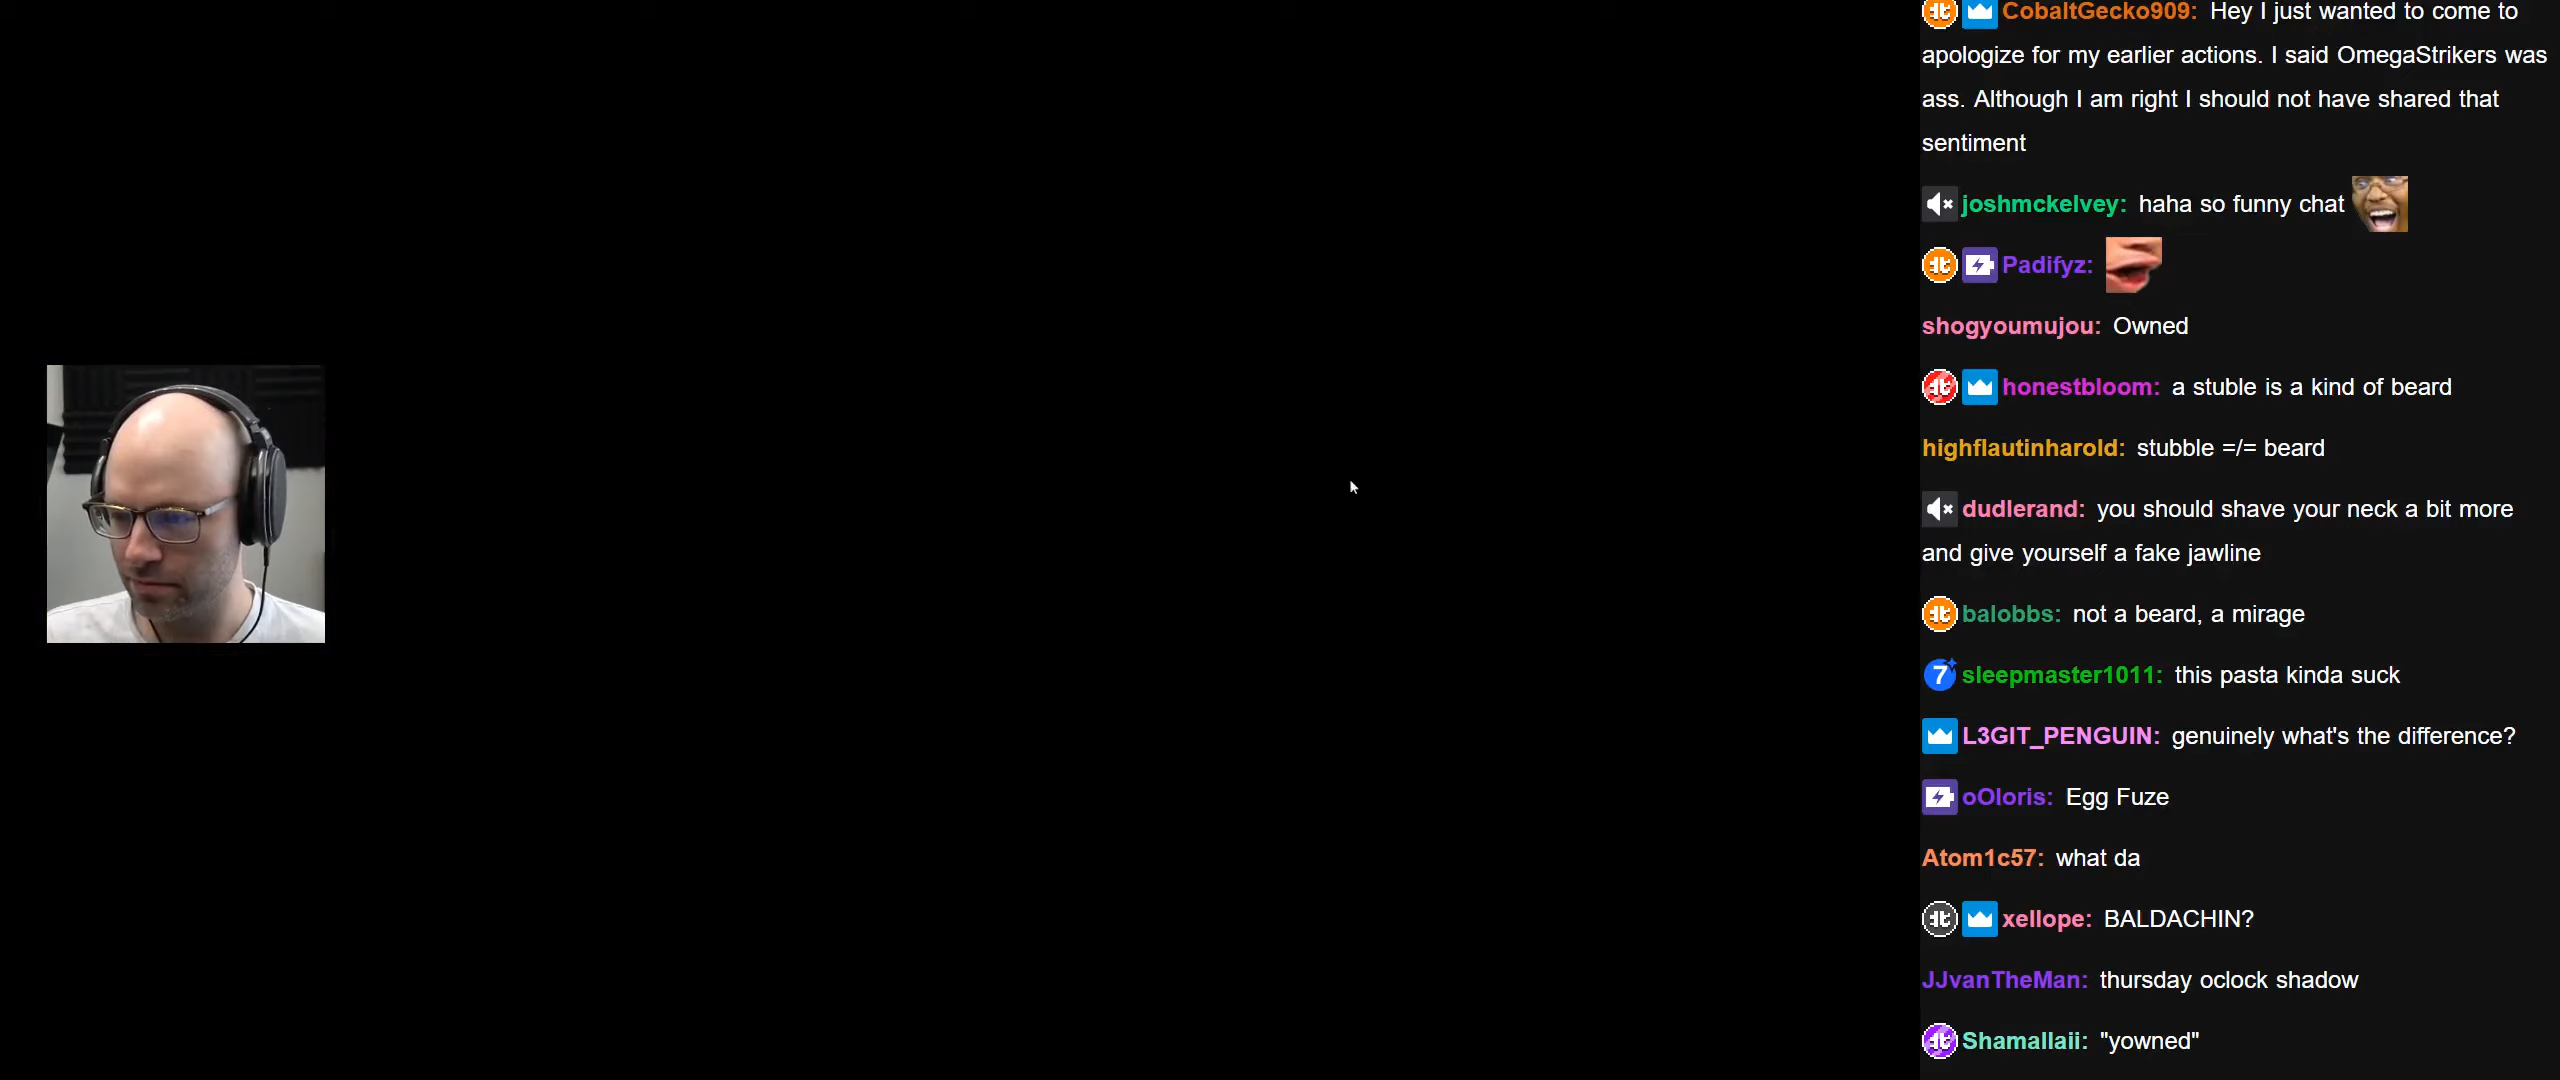 CobaltGecko909: Hey I just wanted to come to
apologize for my earlier actions. I said OmegaStrikers was
ass. Although I am right I should not have shared that
sentiment
joshmckelvey: haha so funny chat
Padifyz:
shogyoumujou: Owned
honestbloom: a stuble is a kind of beard
highflautinharold: stubble =/= beard
dudlerand: you should shave your neck a bit more
and give yourself a fake jawline
balobbs: not a beard, a mirage
7 sleepmaster1011: this pasta kinda suck
L3GIT_PENGUIN: genuinely what's the difference?
oOloris: Egg Fuze
Atom1c57: what da
xellope: BALDACHIN?
JJvanTheMan: thursday oclock shadow
Shamallaii: "yowned"